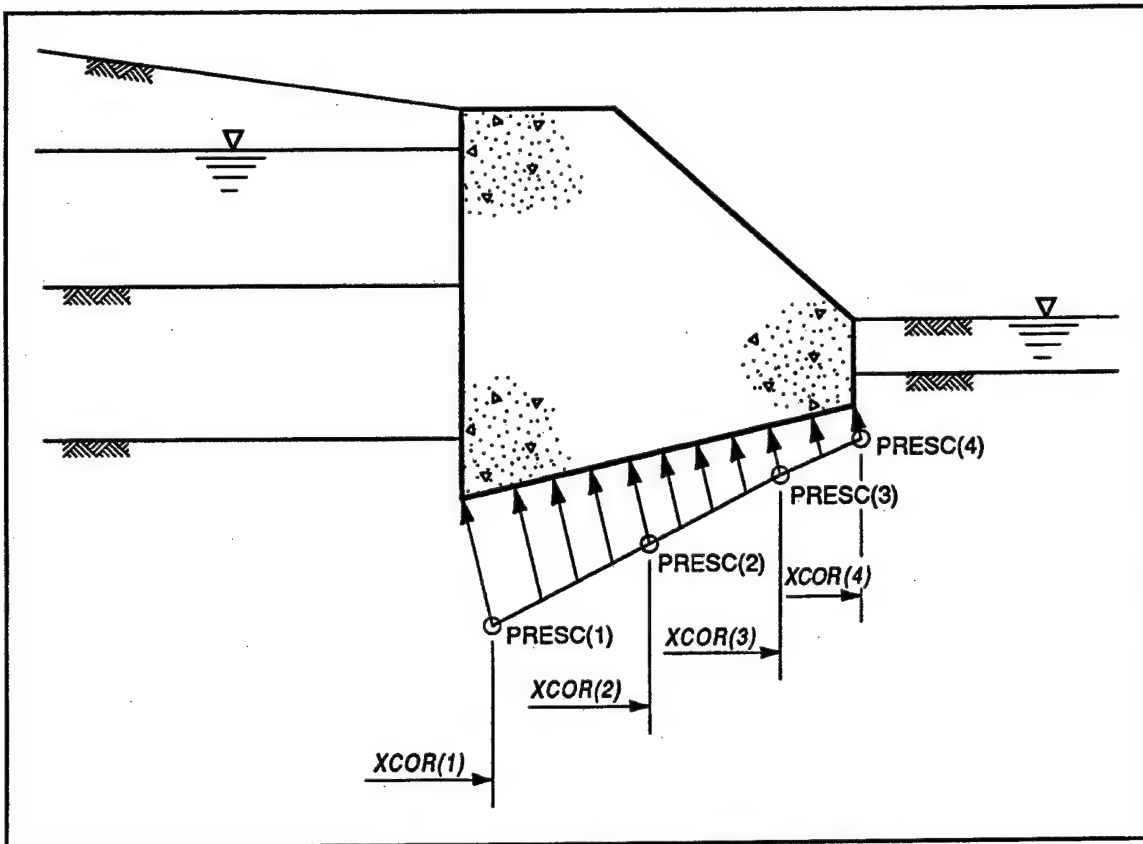 PRESC(4)
PRESC(3)
PRESC(2)
XCOR(4)
PRESC(1)
XCOR(3)
XCOR(2)
XCOR(1)